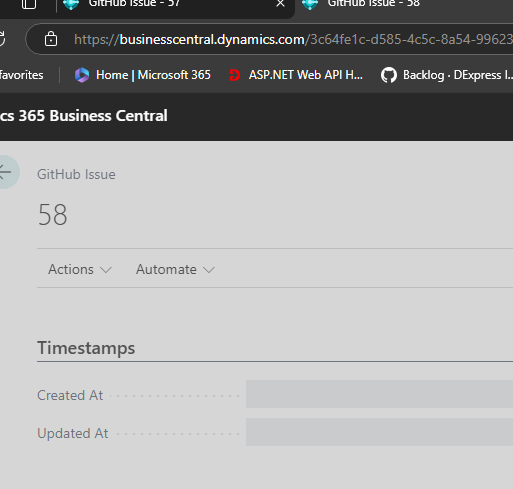 GitHub Issue - 57
GitHub Issue - 58
https://businesscentral.dynamics.com/3c64fe1c-d585-4c5c-8a54-99623
favorites
Home | Microsoft 365
ASP.NET Web API H...
Backlog · DExpress I...
cs 365 Business Central
GitHub Issue
58
Actions
Automate
Timestamps
Created At
Updated At